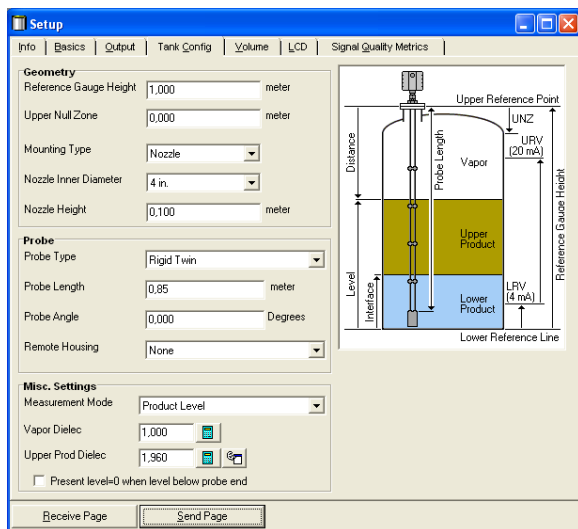 Setup
Info Basics Output Tank Config Volume LCD Signal Quality Metrics
Geometry
Reference Gauge Height 1,000 meter
Upper Null Zone 0,000 meter
Mounting Type Nozzle
Nozzle Inner Diameter 4 in.
Nozzle Height 0,100 meter
Probe
Probe Type Rigid Twin
Probe Length 0,85 meter
Probe Angle 0,000 Degrees
Remote Housing None
Misc. Settings
Measurement Mode Product Level
Vapor Dielec 1,000
Upper Prod Dielec 1,960
Present level=0 when level below probe end
Receive Page Send Page
Upper Reference Point
UNZ
URV
(20 mA)
Distance
Probe Length
Vapor
Reference Gauge Height
Upper
Product
Level
Interface
Lower
Product
LRV
(4 mA)
Lower Reference Line